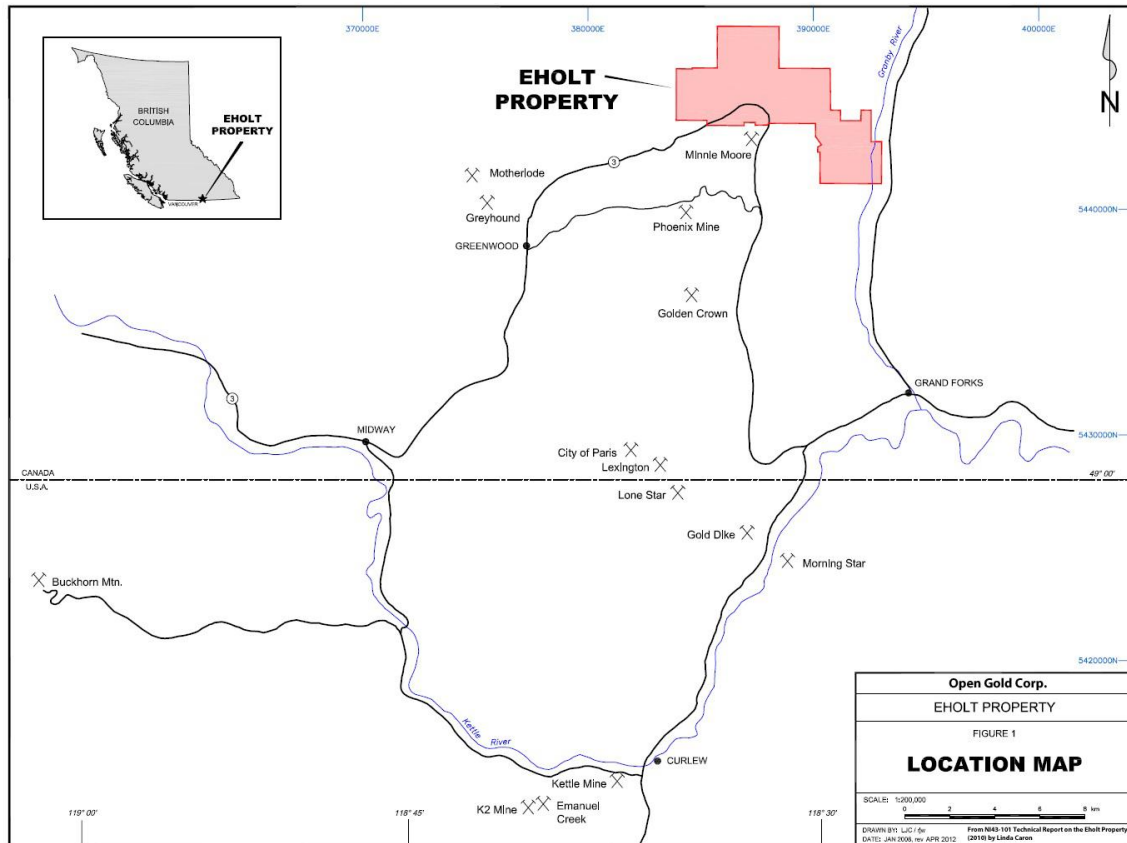 370000E
380000E
390000E
400000E
Granby River
N
EHOLT
PROPERTY
BRITISH
COLUMBIA
EHOLT
PROPERTY
VANCOUVER
Minnie Moore
3
Motherlode
Greyhound
5440000N
Phoenix Mine
GREENWOOD
Golden Crown
GRAND FORKS
3
MIDWAY
5430000N
City of Paris
Lexington
CANADA
U.S.A.
49° 00'
Lone Star
Gold Dike
Morning Star
Buckhorn Mtn.
5420000N
Kettle
River
CURLEW
Kettle Mine
K2 Mine
Emanuel
Creek
119° 00'
118° 45'
118° 30'
Open Gold Corp.
EHOLT PROPERTY
FIGURE 1
LOCATION MAP
SCALE: 1:200,000
0 2 4 6 8 km
DRAWN BY: LJC / fjw
DATE: JAN 2006, rev APR 2012
From NI43-101 Technical Report on the Eholt Property
(2010) by Linda Caron